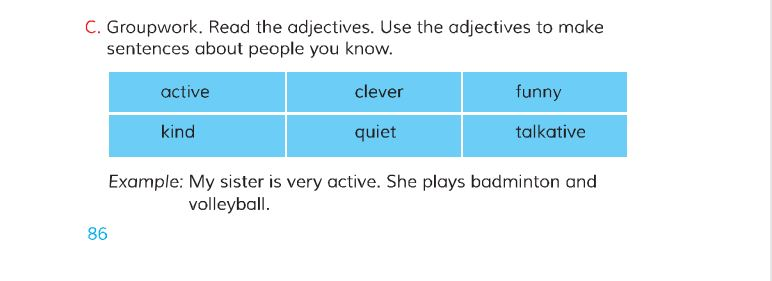 C. Groupwork. Read the adjectives. Use the adjectives to make
sentences about people you know.
active clever funny
kind quiet talkative
Example: My sister is very active. She plays badminton and
volleyball.
86